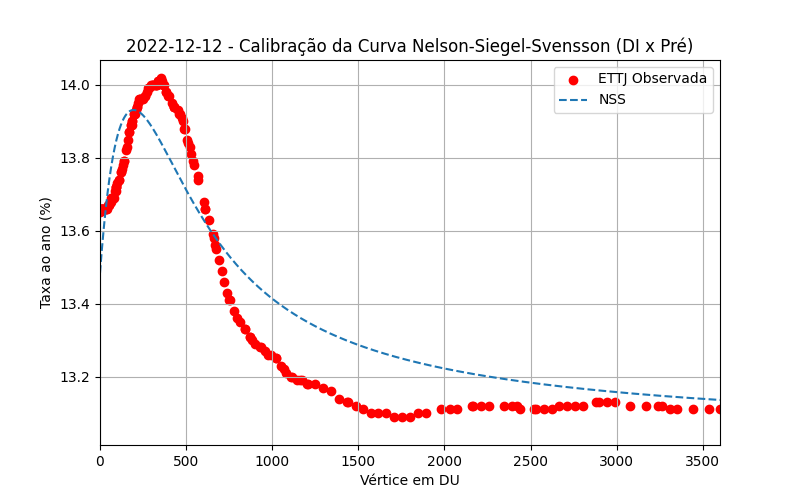 2022-12-12 - Calibração da Curva Nelson-Siegel-Svensson (DI x Pré)
ETTJ Observada
NSS
Taxa ao ano (%)
14.0
13.8
13.6
13.4
13.2
0
500
1000
1500
2000
2500
3000
3500
Vértice em DU